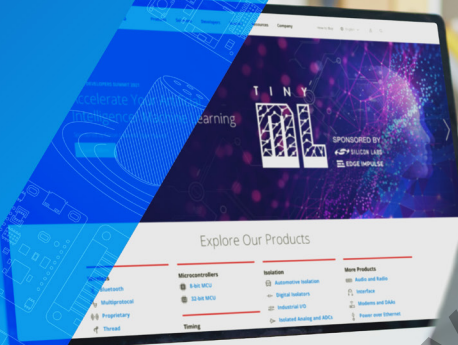 Company
Accelerate Your
Intelligence/Machine Learning
TINY
ML
SPONSORED BY
SILICON LABS
EDGE IMPULSE
Explore Our Products
Bluetooth
Multiprotocol
Proprietary
Thread
Microcontrollers
8-bit MCU
32-bit MCU
Timing
Isolation
Automotive Isolation
Digital Isolators
Industrial I/O
Isolated Analog and ADCs
More Products
Audio and Radio
Interface
Modems and DAAs
Power over Ethernet